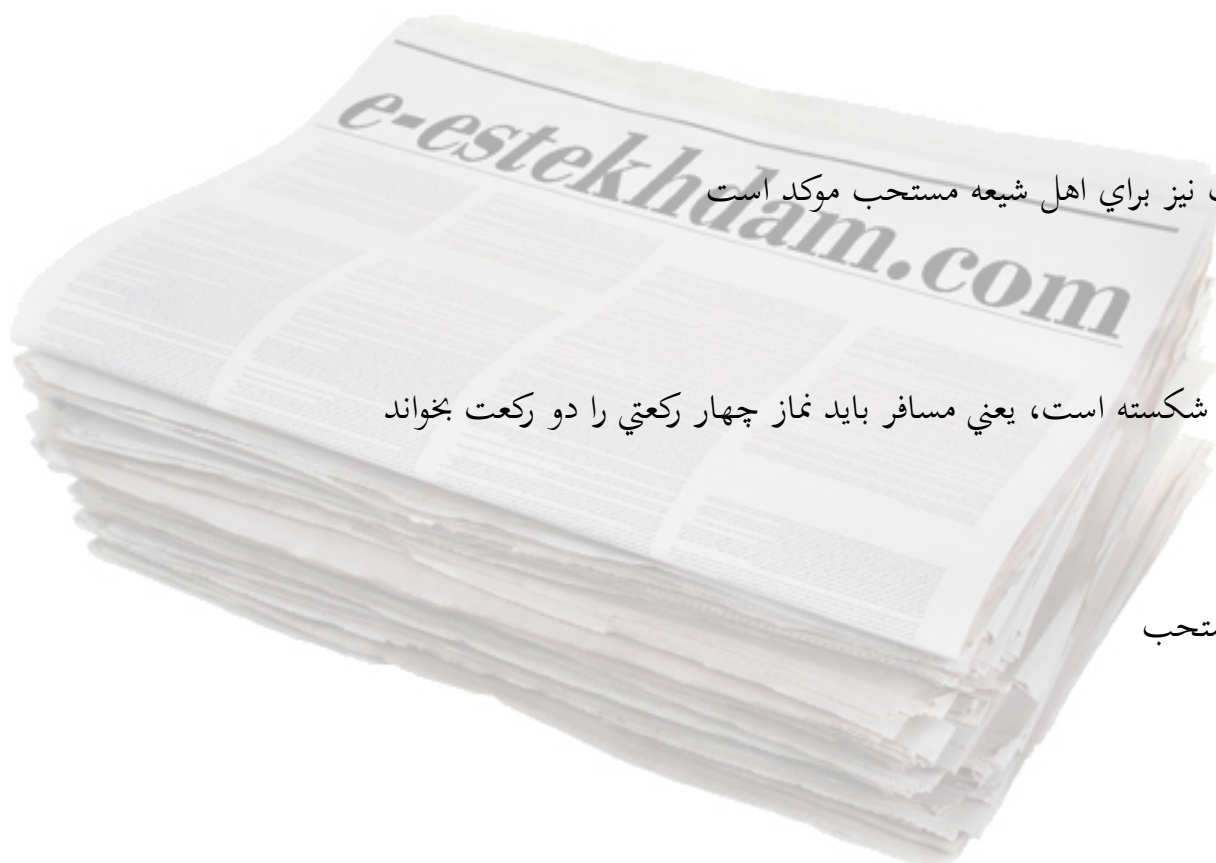 e-estekhdam.com
نيز براي اهل شيعه مستحب موكد است
شكسته است، يعني مسافر بايد نماز چهار ركعتي را دو ركعت بخواند